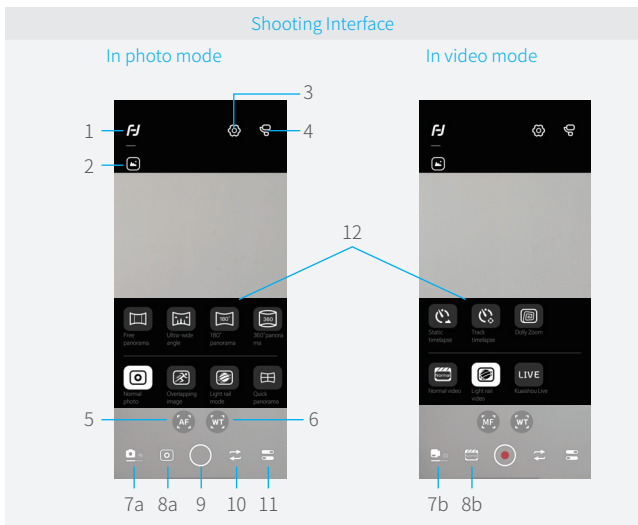 Shooting Interface
In photo mode
In video mode
3
1
4
2
12
Free panorama
Ultra-wide angle
180° panorama
360° panorama
180°
360
Static timelapse
Track timelapse
Dolly Zoom
Normal photo
Overlapping image
Light rail mode
Quick panorama
Normal
LIVE
Normal video
Light rail video
Kuaishou Live
5
AF
WT
6
MF
WT
7a
8a
9
10
11
7b
8b